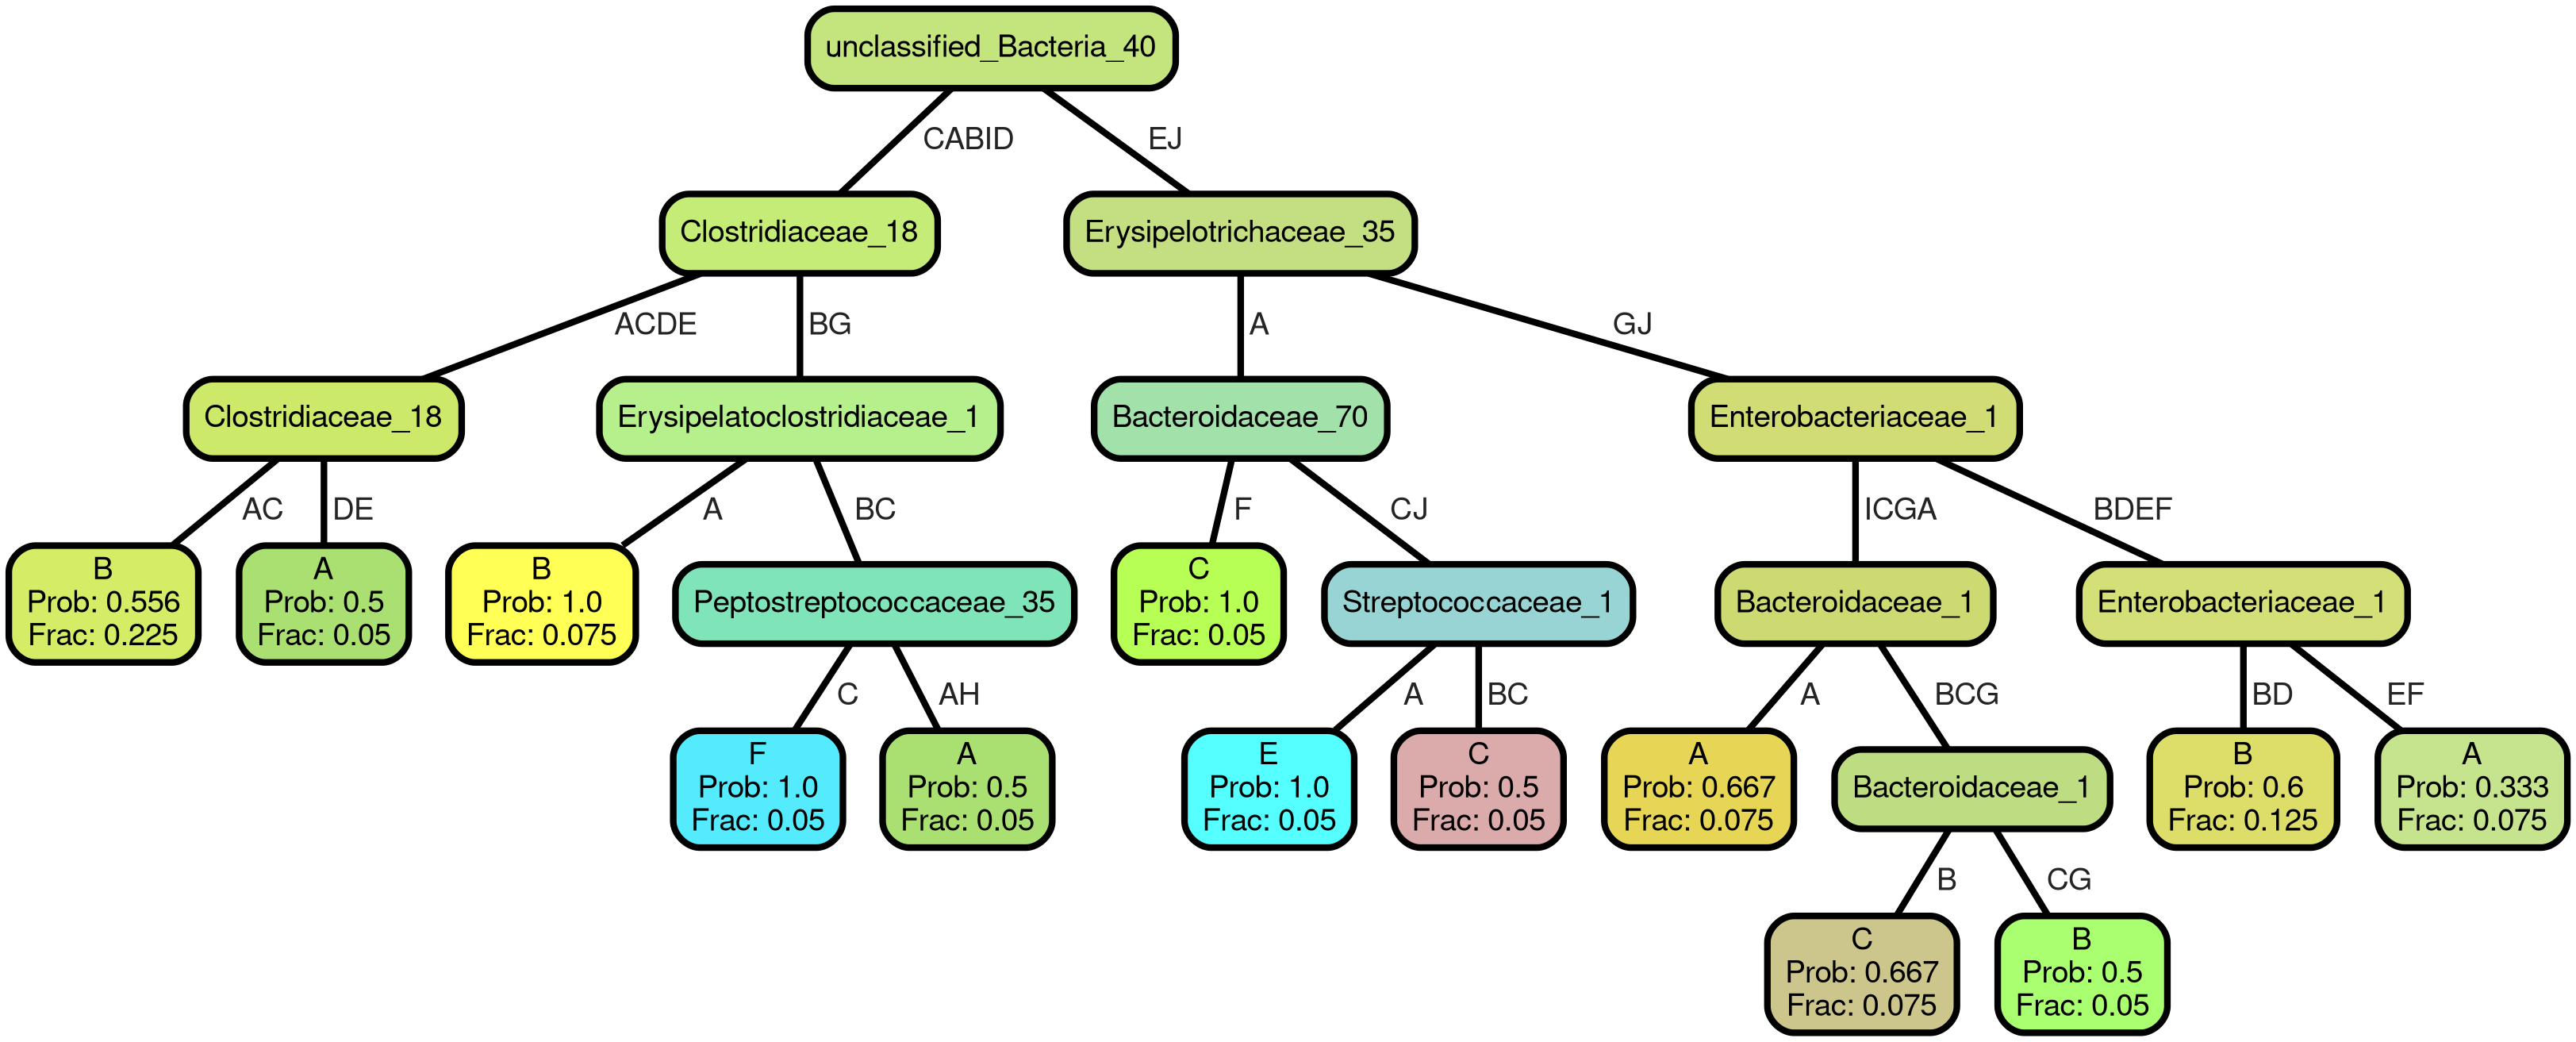 unclassified_Bacteria_40
CABID
EJ
Clostridiaceae_18
Erysipelotrichaceae_35
ACDE
BG
A
GJ
Clostridiaceae_18
Erysipelatoclostridiaceae_1
Bacteroidaceae_70
Enterobacteriaceae_1
AC
DE
A
BC
F
CJ
ICGA
BDEF
B
Prob: 0.556
Frac: 0.225
A
Prob: 0.5
Frac: 0.05
B
Prob: 1.0
Frac: 0.075
Peptostreptococcaceae_35
C
Prob: 1.0
Frac: 0.05
Streptococcaceae_1
Bacteroidaceae_1
Enterobacteriaceae_1
C
AH
A
BC
A
BCG
BD
EF
F
Prob: 1.0
Frac: 0.05
A
Prob: 0.5
Frac: 0.05
E
Prob: 1.0
Frac: 0.05
C
Prob: 0.5
Frac: 0.05
A
Prob: 0.667
Frac: 0.075
Bacteroidaceae_1
B
Prob: 0.6
Frac: 0.125
A
Prob: 0.333
Frac: 0.075
B
CG
C
Prob: 0.667
Frac: 0.075
B
Prob: 0.5
Frac: 0.05